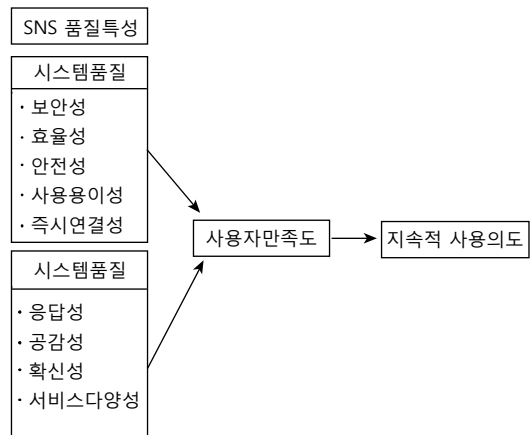 SNS 품질특성
시스템품질
· 보안성
· 효율성
· 안전성
· 사용용이성
· 즉시연결성
시스템품질
· 응답성
· 공감성
· 확신성
· 서비스다양성
사용자만족도
지속적 사용의도